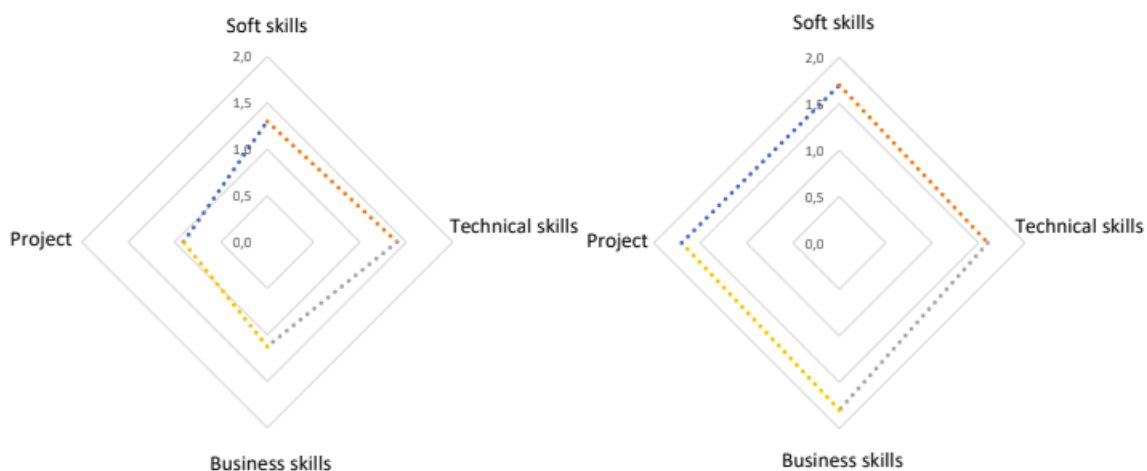 Soft skills
2,0
1,5
1,0
0,5
0,0
Project
Technical skills
Business skills
Soft skills
2,0
1,5
1,0
0,5
0,0
Project
Technical skills
Business skills